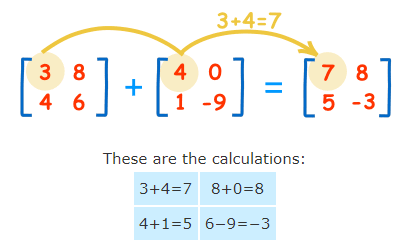 3+4=7
3 8 4 0 7 8
+ =
4 6 1 -9 5 -3
These are the calculations:
3+4=7 8+0=8
4+1=5 6−9=−3